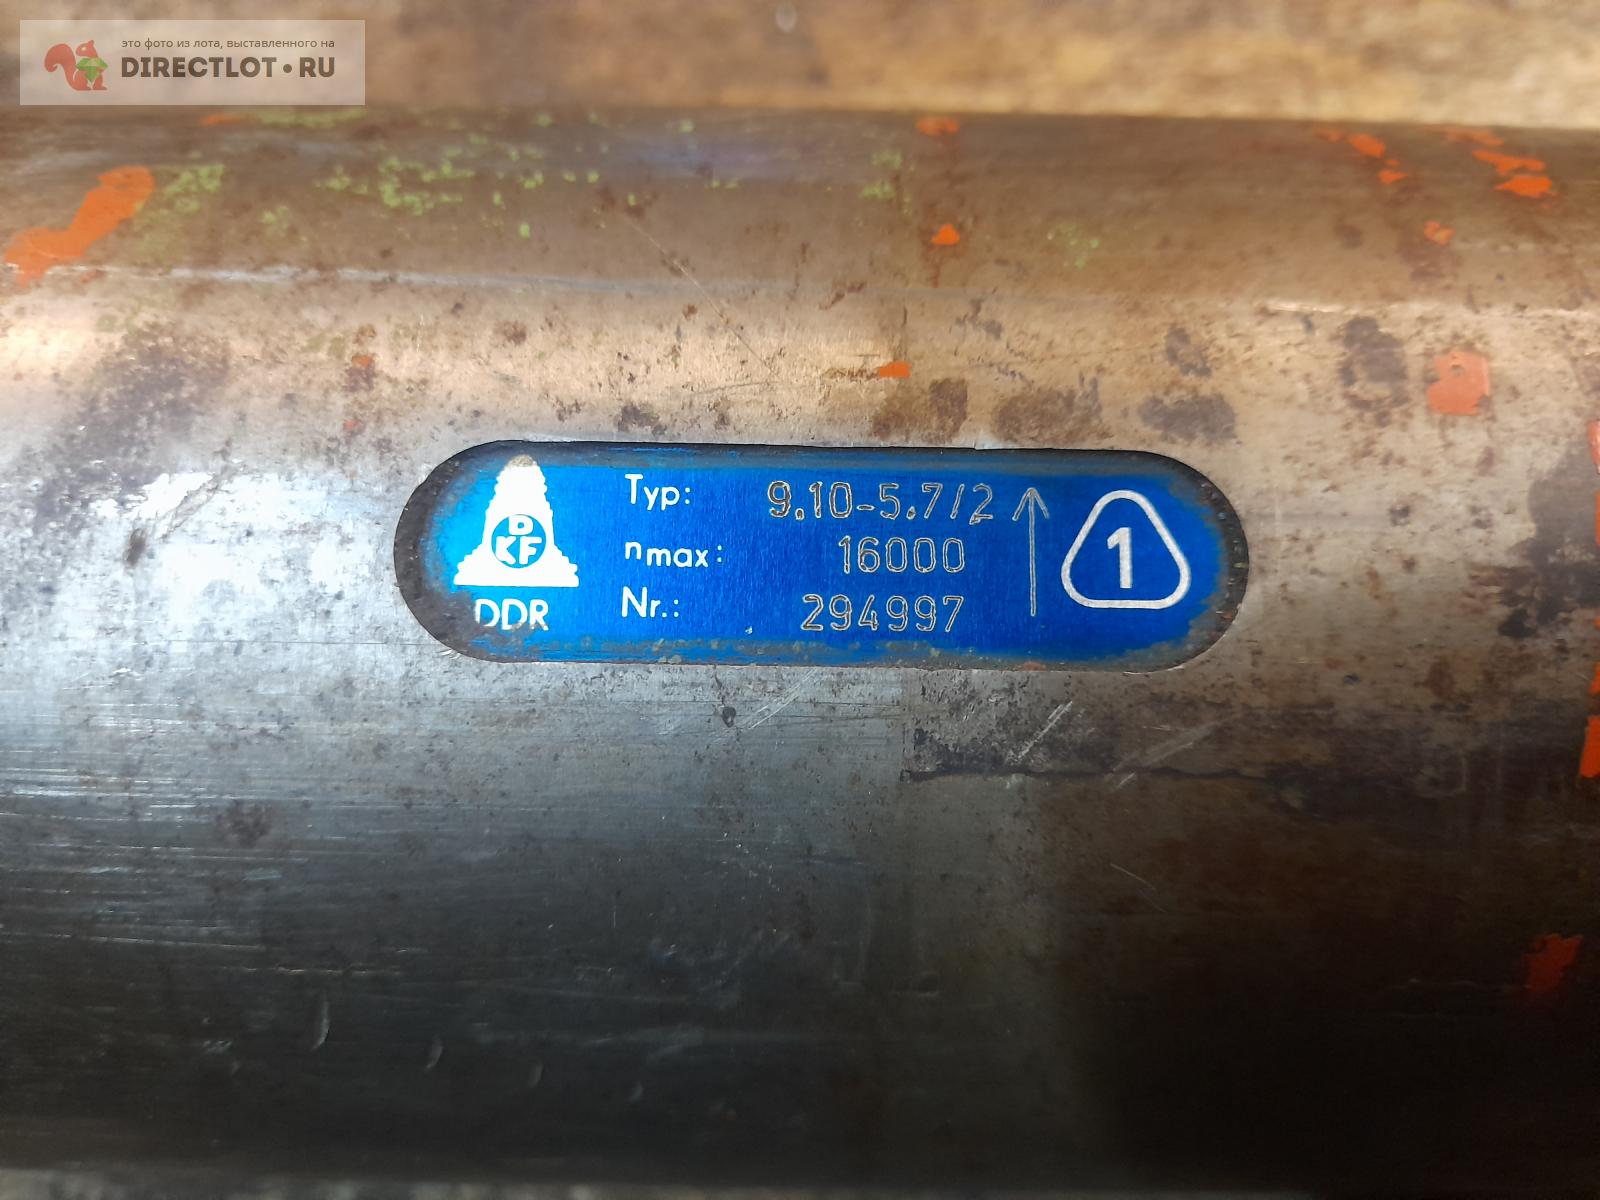 это фото из лота, выставленного на
DIRECTLOT.RU
D
KF
DDR
Typ: 9.10-5.7/2
nmax: 16000
Nr.: 294997
1